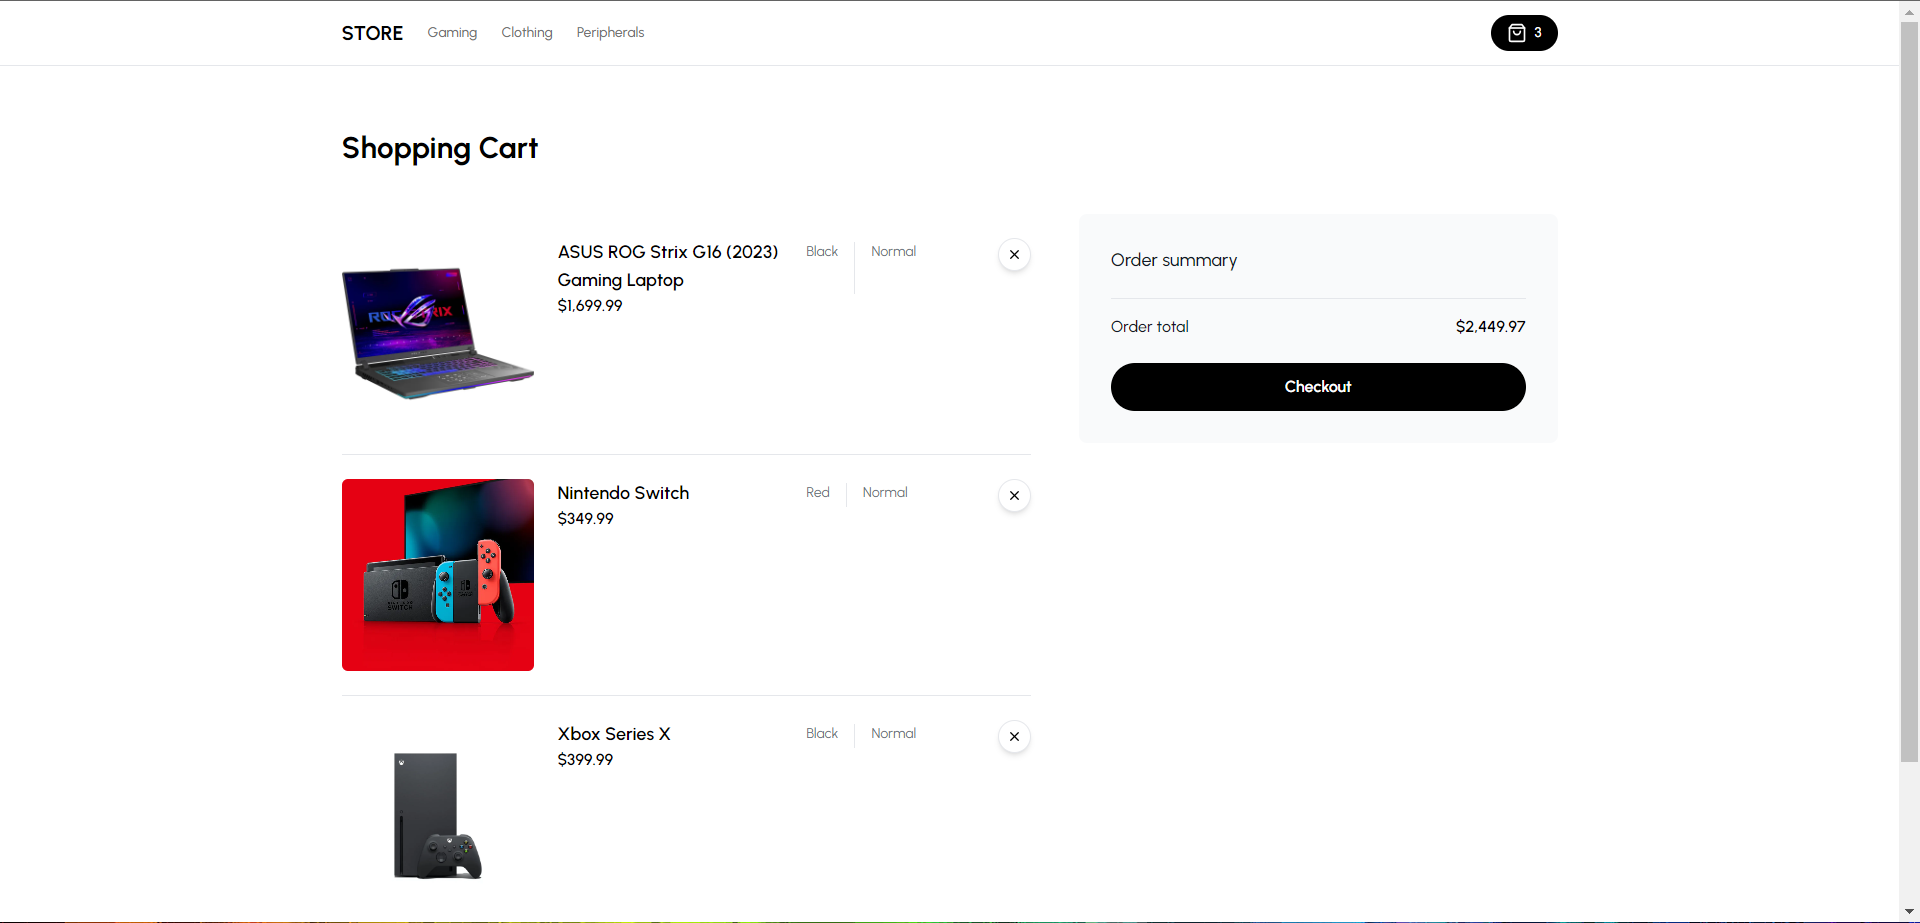 STORE Gaming Clothing Peripherals 3
Shopping Cart
ASUS ROG Strix G16 (2023)
Gaming Laptop
$1,699.99
Black Normal
Nintendo Switch
$349.99
Red Normal
Xbox Series X
$399.99
Black Normal
Order summary
Order total $2,449.97
Checkout